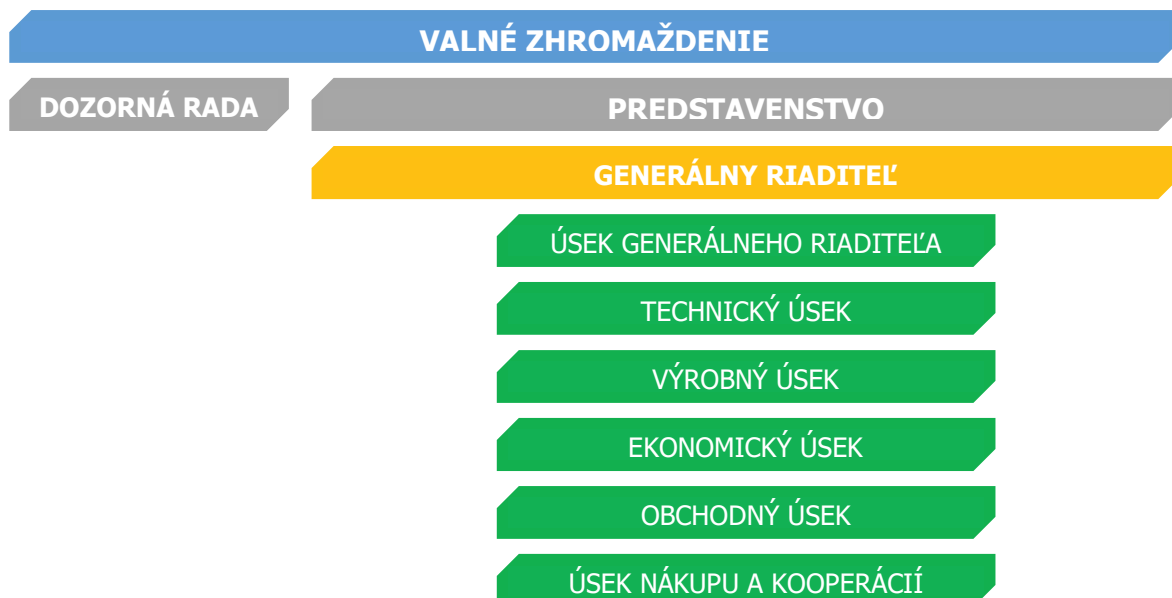 VALNÉ ZHROMAŽDENIE
DOZORNÁ RADA
PREDSTAVENSTVO
GENERÁLNY RIADITEĽ
ÚSEK GENERÁLNEHO RIADITEĽA
TECHNICKÝ ÚSEK
VÝROBNÝ ÚSEK
EKONOMICKÝ ÚSEK
OBCHODNÝ ÚSEK
ÚSEK NÁKUPU A KOOPERÁCIÍ